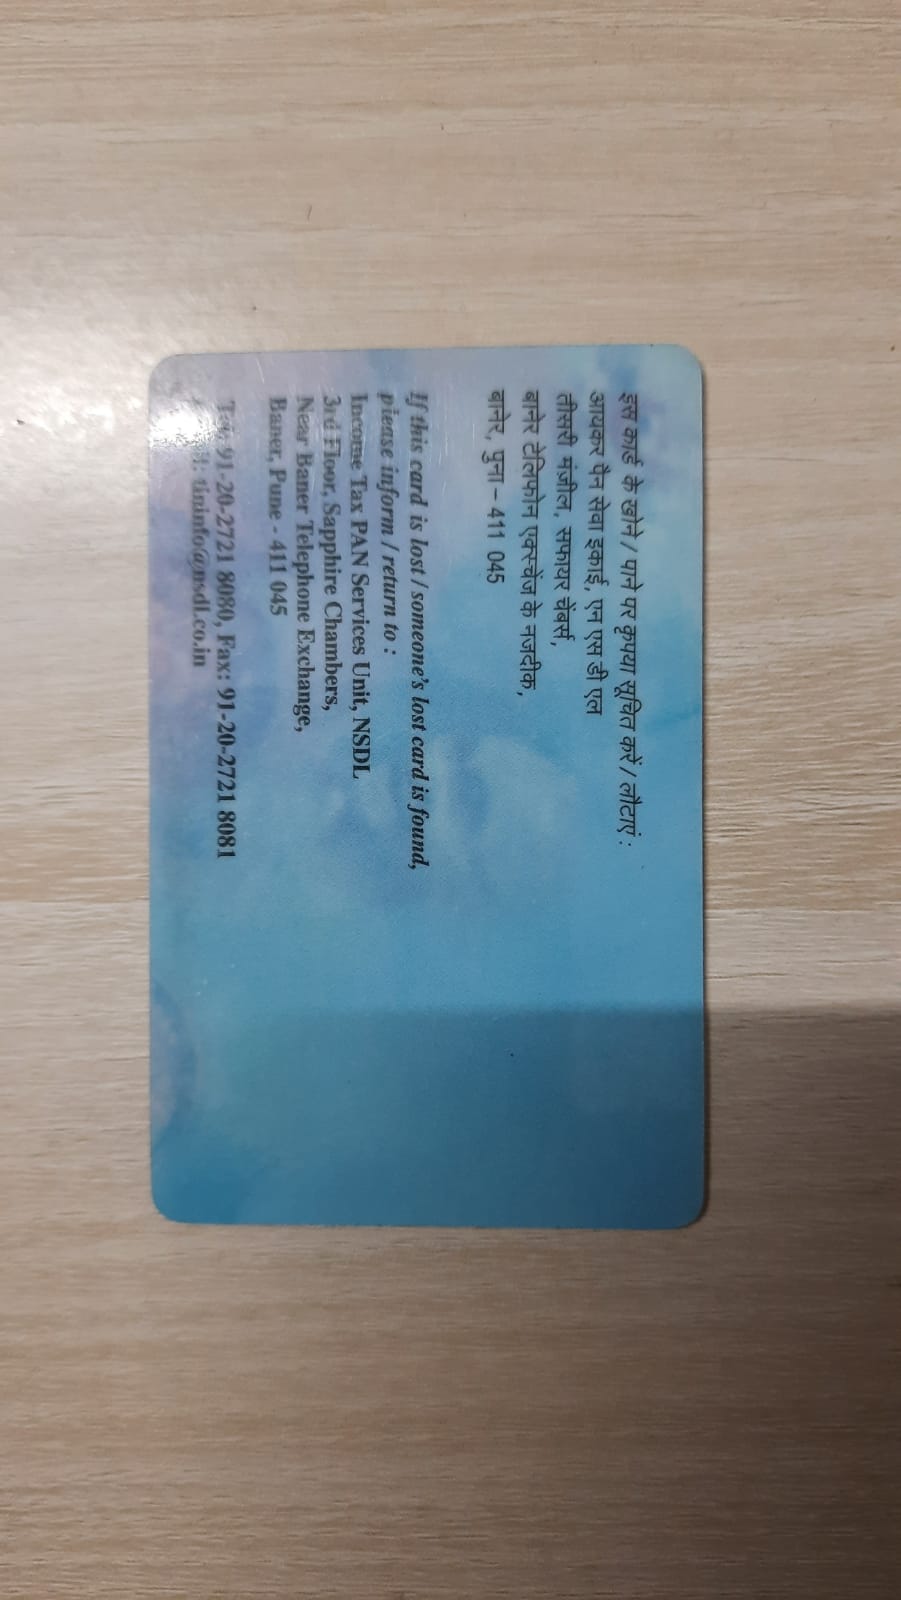 इस कार्ड के खोने / पाने पर कृपया सूचित करें / लौटाएं :
आयकर पैन सेवा इकाई, एन एस डी एल
तीसरी मंज़ील, सफायर चेंबर्स,
बानेर टेलिफोन एक्स्चेंज के नजदीक,
बानेर, पुना – 411 045
If this card is lost / someone's lost card is found,
please inform / return to :
Income Tax PAN Services Unit, NSDL
3rd Floor, Sapphire Chambers,
Near Baner Telephone Exchange,
Baner, Pune - 411 045
Tel: 91-20-2721 8080, Fax: 91-20-2721 8081
tininfo@nsdl.co.in